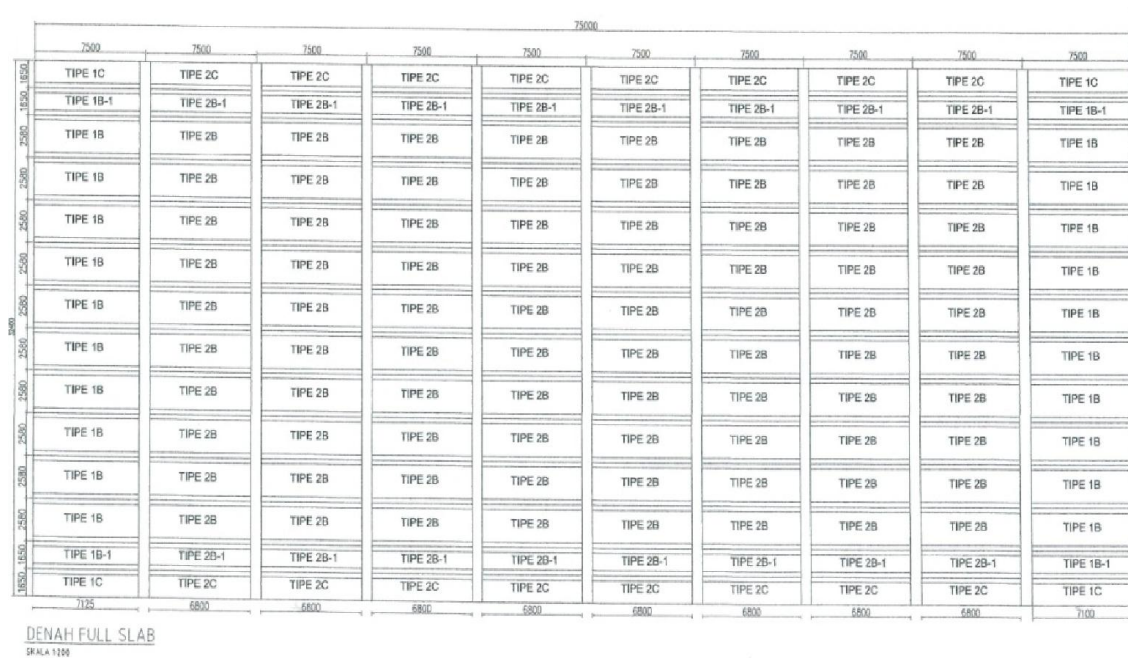 75000
7500 7500 7500 7500 7500 7500 7500 7500 7500 7500
1650 TIPE 1C TIPE 2C TIPE 2C TIPE 2C TIPE 2C TIPE 2C TIPE 2C TIPE 2C TIPE 2C TIPE 1C
1650 TIPE 1B-1 TIPE 2B-1 TIPE 2B-1 TIPE 2B-1 TIPE 2B-1 TIPE 2B-1 TIPE 2B-1 TIPE 2B-1 TIPE 2B-1 TIPE 1B-1
2580 TIPE 1B TIPE 2B TIPE 2B TIPE 2B TIPE 2B TIPE 2B TIPE 2B TIPE 2B TIPE 2B TIPE 1B
2580 TIPE 1B TIPE 2B TIPE 2B TIPE 2B TIPE 2B TIPE 2B TIPE 2B TIPE 2B TIPE 2B TIPE 1B
2580 TIPE 1B TIPE 2B TIPE 2B TIPE 2B TIPE 2B TIPE 2B TIPE 2B TIPE 2B TIPE 2B TIPE 1B
2580 TIPE 1B TIPE 2B TIPE 2B TIPE 2B TIPE 2B TIPE 2B TIPE 2B TIPE 2B TIPE 2B TIPE 1B
2580 TIPE 1B TIPE 2B TIPE 2B TIPE 2B TIPE 2B TIPE 2B TIPE 2B TIPE 2B TIPE 2B TIPE 1B
2580 TIPE 1B TIPE 2B TIPE 2B TIPE 2B TIPE 2B TIPE 2B TIPE 2B TIPE 2B TIPE 2B TIPE 1B
2580 TIPE 1B TIPE 2B TIPE 2B TIPE 2B TIPE 2B TIPE 2B TIPE 2B TIPE 2B TIPE 2B TIPE 1B
2580 TIPE 1B TIPE 2B TIPE 2B TIPE 2B TIPE 2B TIPE 2B TIPE 2B TIPE 2B TIPE 2B TIPE 1B
2580 TIPE 1B TIPE 2B TIPE 2B TIPE 2B TIPE 2B TIPE 2B TIPE 2B TIPE 2B TIPE 2B TIPE 1B
2580 TIPE 1B TIPE 2B TIPE 2B TIPE 2B TIPE 2B TIPE 2B TIPE 2B TIPE 2B TIPE 2B TIPE 1B
1650 TIPE 1B-1 TIPE 2B-1 TIPE 2B-1 TIPE 2B-1 TIPE 2B-1 TIPE 2B-1 TIPE 2B-1 TIPE 2B-1 TIPE 2B-1 TIPE 1B-1
1650 TIPE 1C TIPE 2C TIPE 2C TIPE 2C TIPE 2C TIPE 2C TIPE 2C TIPE 2C TIPE 2C TIPE 1C
7125 6800 6800 6800 6800 6800 6800 6800 6800 7100
DENAH FULL SLAB
SKALA 1:200